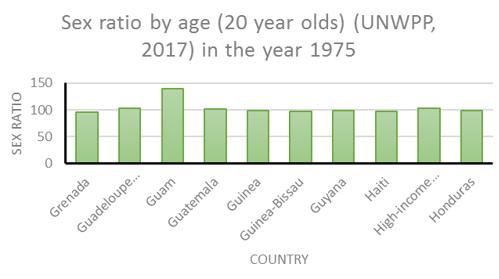 Sex ratio by age (20 year olds) (UNWPP,
2017) in the year 1975
150
100
50
0
SEX RATIO
Grenada
Guadeloupe...
Guam
Guatemala
Guinea
Guinea-Bissau
Guyana
Haiti
High-income...
Honduras
COUNTRY